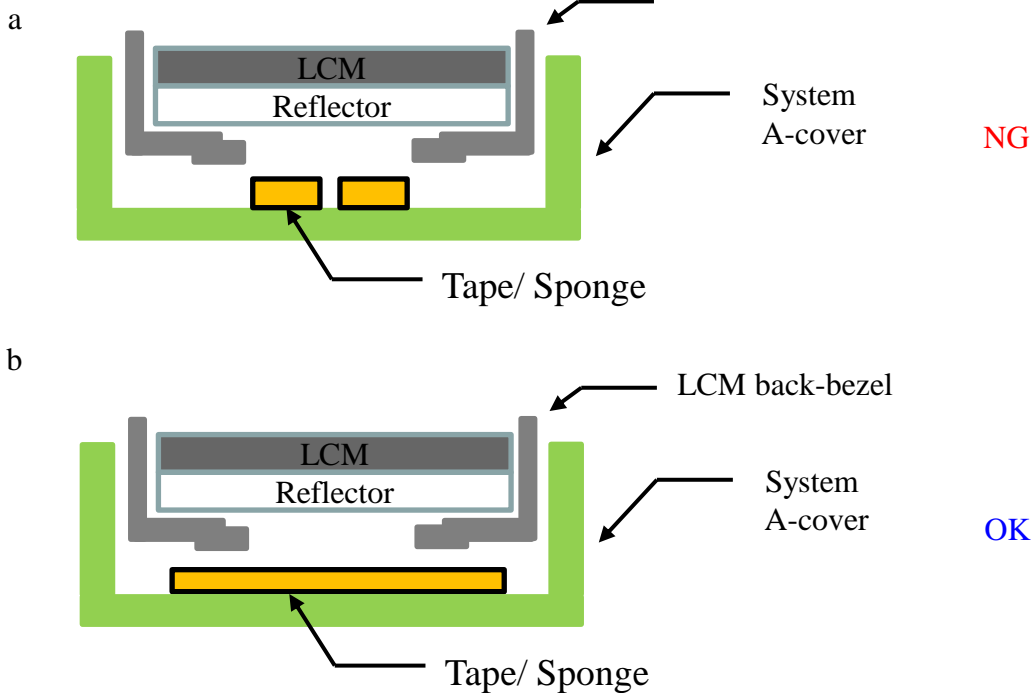 a
LCM
Reflector
System
A-cover
NG
Tape/ Sponge
b
LCM back-bezel
LCM
Reflector
System
A-cover
OK
Tape/ Sponge